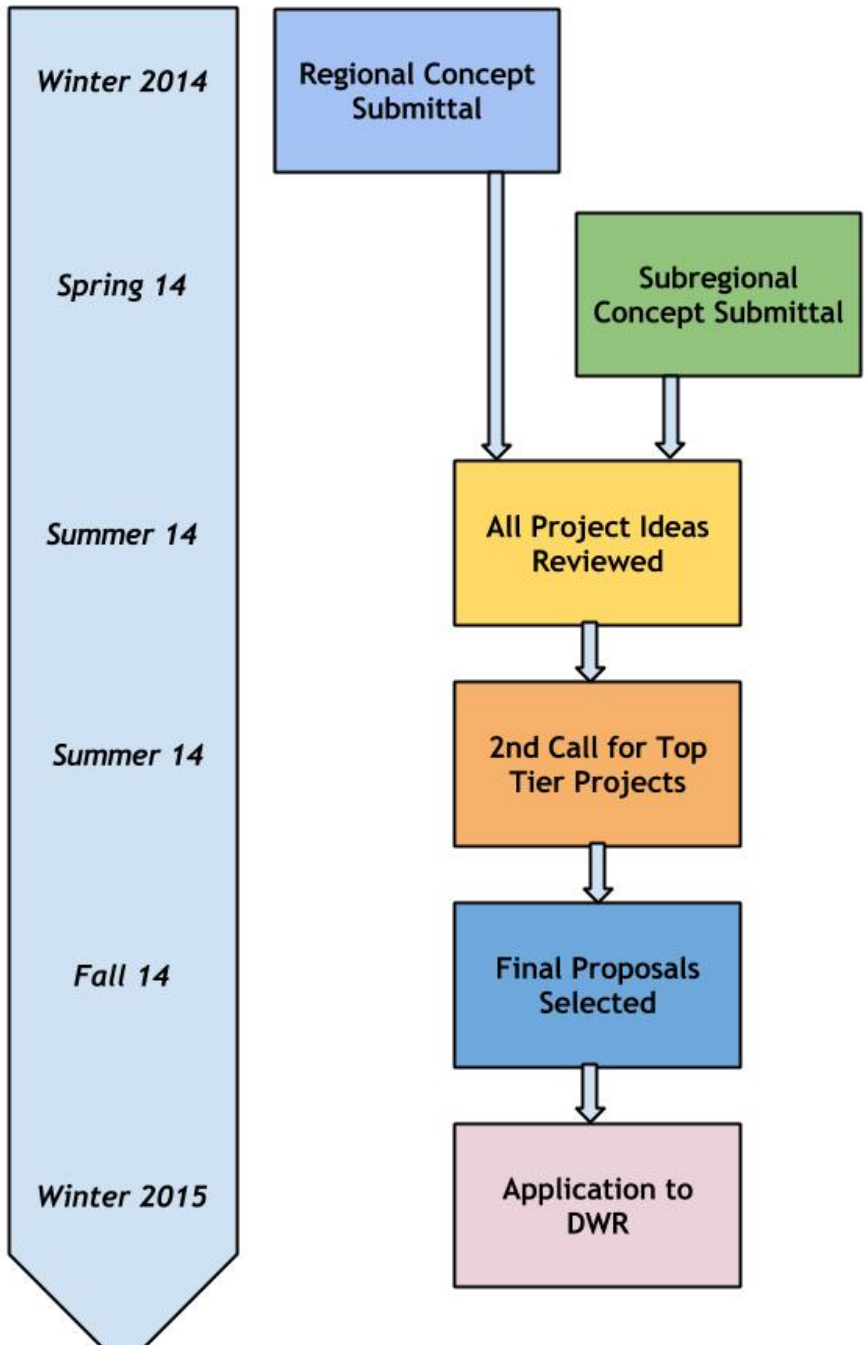 Winter 2014
Regional Concept
Submittal
Spring 14
Subregional
Concept Submittal
Summer 14
All Project Ideas
Reviewed
Summer 14
2nd Call for Top
Tier Projects
Fall 14
Final Proposals
Selected
Winter 2015
Application to
DWR